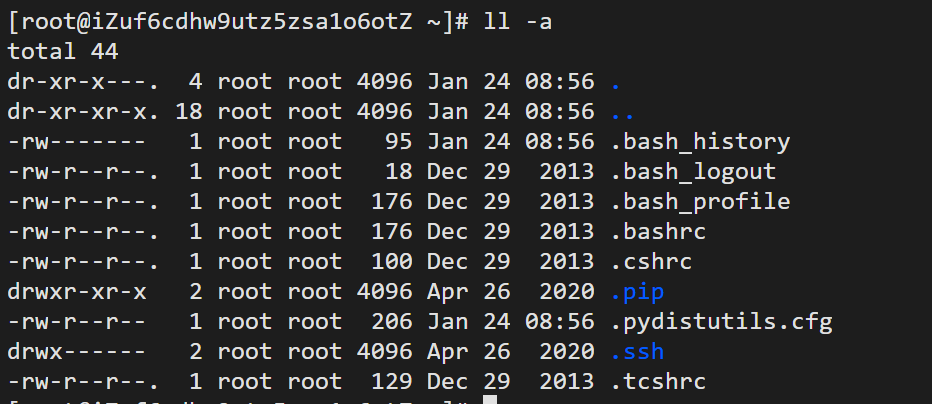 [root@iZuf6cdhw9utz5zsa1o6otZ ~]# ll -a
total 44
dr-xr-x---.  4 root root 4096 Jan 24 08:56 .
dr-xr-xr-x. 18 root root 4096 Jan 24 08:56 ..
-rw-------   1 root root   95 Jan 24 08:56 .bash_history
-rw-r--r--.  1 root root   18 Dec 29  2013 .bash_logout
-rw-r--r--.  1 root root  176 Dec 29  2013 .bash_profile
-rw-r--r--.  1 root root  176 Dec 29  2013 .bashrc
-rw-r--r--.  1 root root  100 Dec 29  2013 .cshrc
drwxr-xr-x   2 root root 4096 Apr 26  2020 .pip
-rw-r--r--   1 root root  206 Jan 24 08:56 .pydistutils.cfg
drwx------   2 root root 4096 Apr 26  2020 .ssh
-rw-r--r--.  1 root root  129 Dec 29  2013 .tcshrc